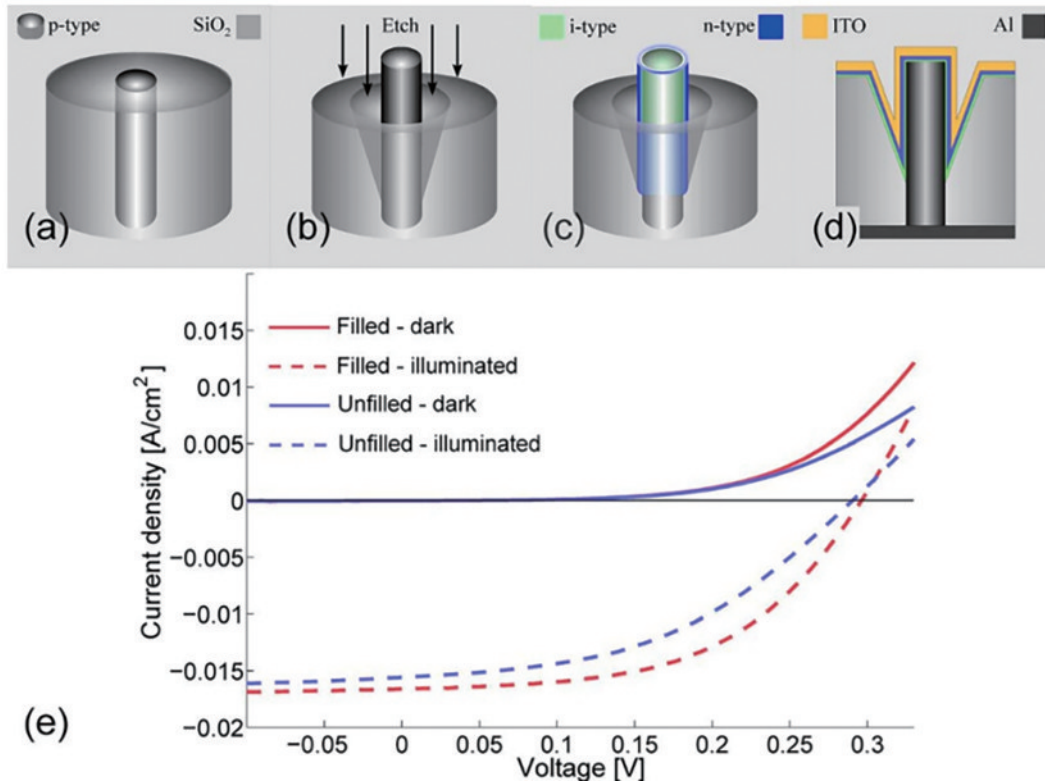 p-type SiO₂
Etch
i-type n-type
ITO Al
(a)
(b)
(c)
(d)
0.015
0.01
0.005
0
−0.005
−0.01
−0.015
−0.02
Current density [A/cm²]
Filled - dark
Filled - illuminated
Unfilled - dark
Unfilled - illuminated
(e)
−0.05 0 0.05 0.1 0.15 0.2 0.25 0.3
Voltage [V]